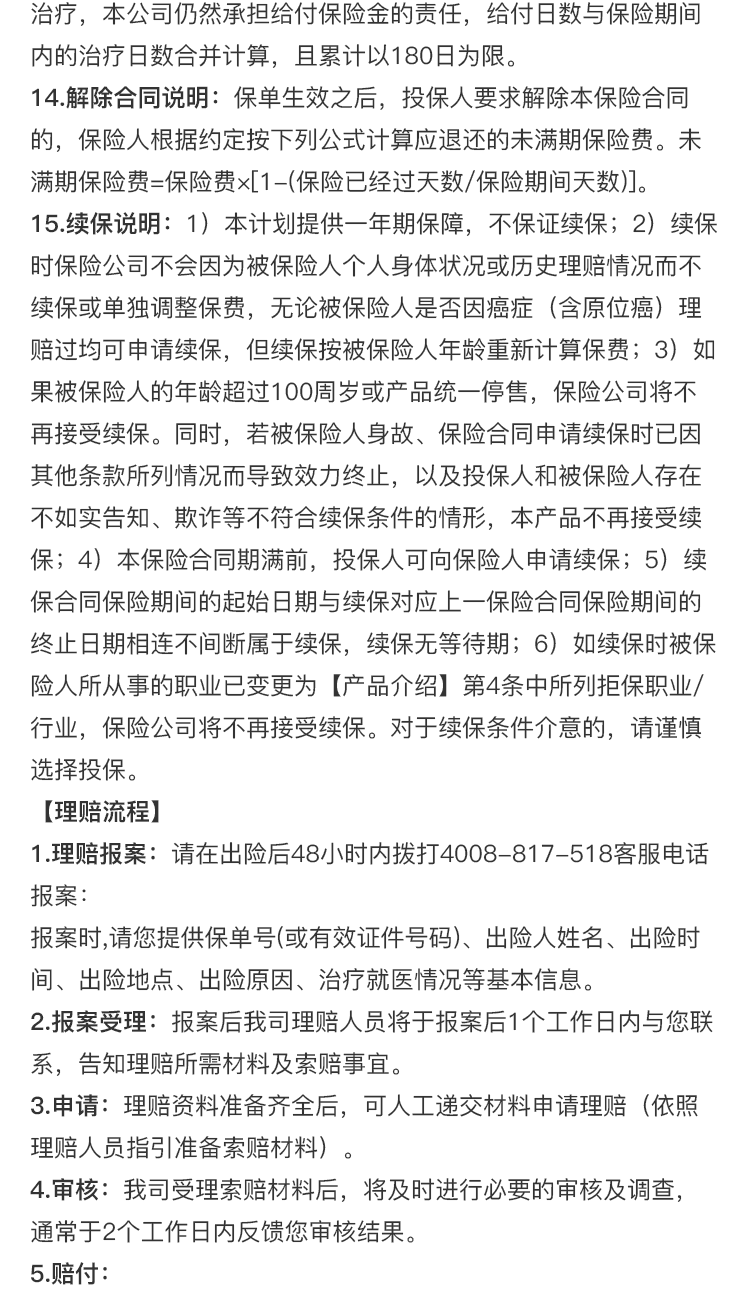 治疗，本公司仍然承担给付保险金的责任，给付日数与保险期间
内的治疗日数合并计算，且累计以180日为限。
14.解除合同说明：保单生效之后，投保人要求解除本保险合同
的，保险人根据约定按下列公式计算应退还的未满期保险费。未
满期保险费=保险费×[1-(保险已经过天数/保险期间天数)]。
15.续保说明：1）本计划提供一年期保障，不保证续保；2）续保
时保险公司不会因为被保险人个人身体状况或历史理赔情况而不
续保或单独调整保费，无论被保险人是否因癌症（含原位癌）理
赔过均可申请续保，但续保按被保险人年龄重新计算保费；3）如
果被保险人的年龄超过100周岁或产品统一停售，保险公司将不
再接受续保。同时，若被保险人身故、保险合同申请续保时已因
其他条款所列情况而导致效力终止，以及投保人和被保险人存在
不如实告知、欺诈等不符合续保条件的情形，本产品不再接受续
保；4）本保险合同期满前，投保人可向保险人申请续保；5）续
保合同保险期间的起始日期与续保对应上一保险合同保险期间的
终止日期相连不间断属于续保，续保无等待期；6）如续保时被保
险人所从事的职业已变更为【产品介绍】第4条中所列拒保职业/
行业，保险公司将不再接受续保。对于续保条件介意的，请谨慎
选择投保。
【理赔流程】
1.理赔报案：请在出险后48小时内拨打4008-817-518客服电话
报案：
报案时,请您提供保单号(或有效证件号码)、出险人姓名、出险时
间、出险地点、出险原因、治疗就医情况等基本信息。
2.报案受理：报案后我司理赔人员将于报案后1个工作日内与您联
系，告知理赔所需材料及索赔事宜。
3.申请：理赔资料准备齐全后，可人工递交材料申请理赔（依照
理赔人员指引准备索赔材料）。
4.审核：我司受理索赔材料后，将及时进行必要的审核及调查，
通常于2个工作日内反馈您审核结果。
5.赔付：